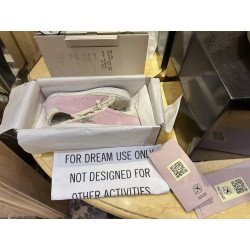 FOR DREAM USE ONLY
NOT DESIGNED FOR
OTHER ACTIVITIES